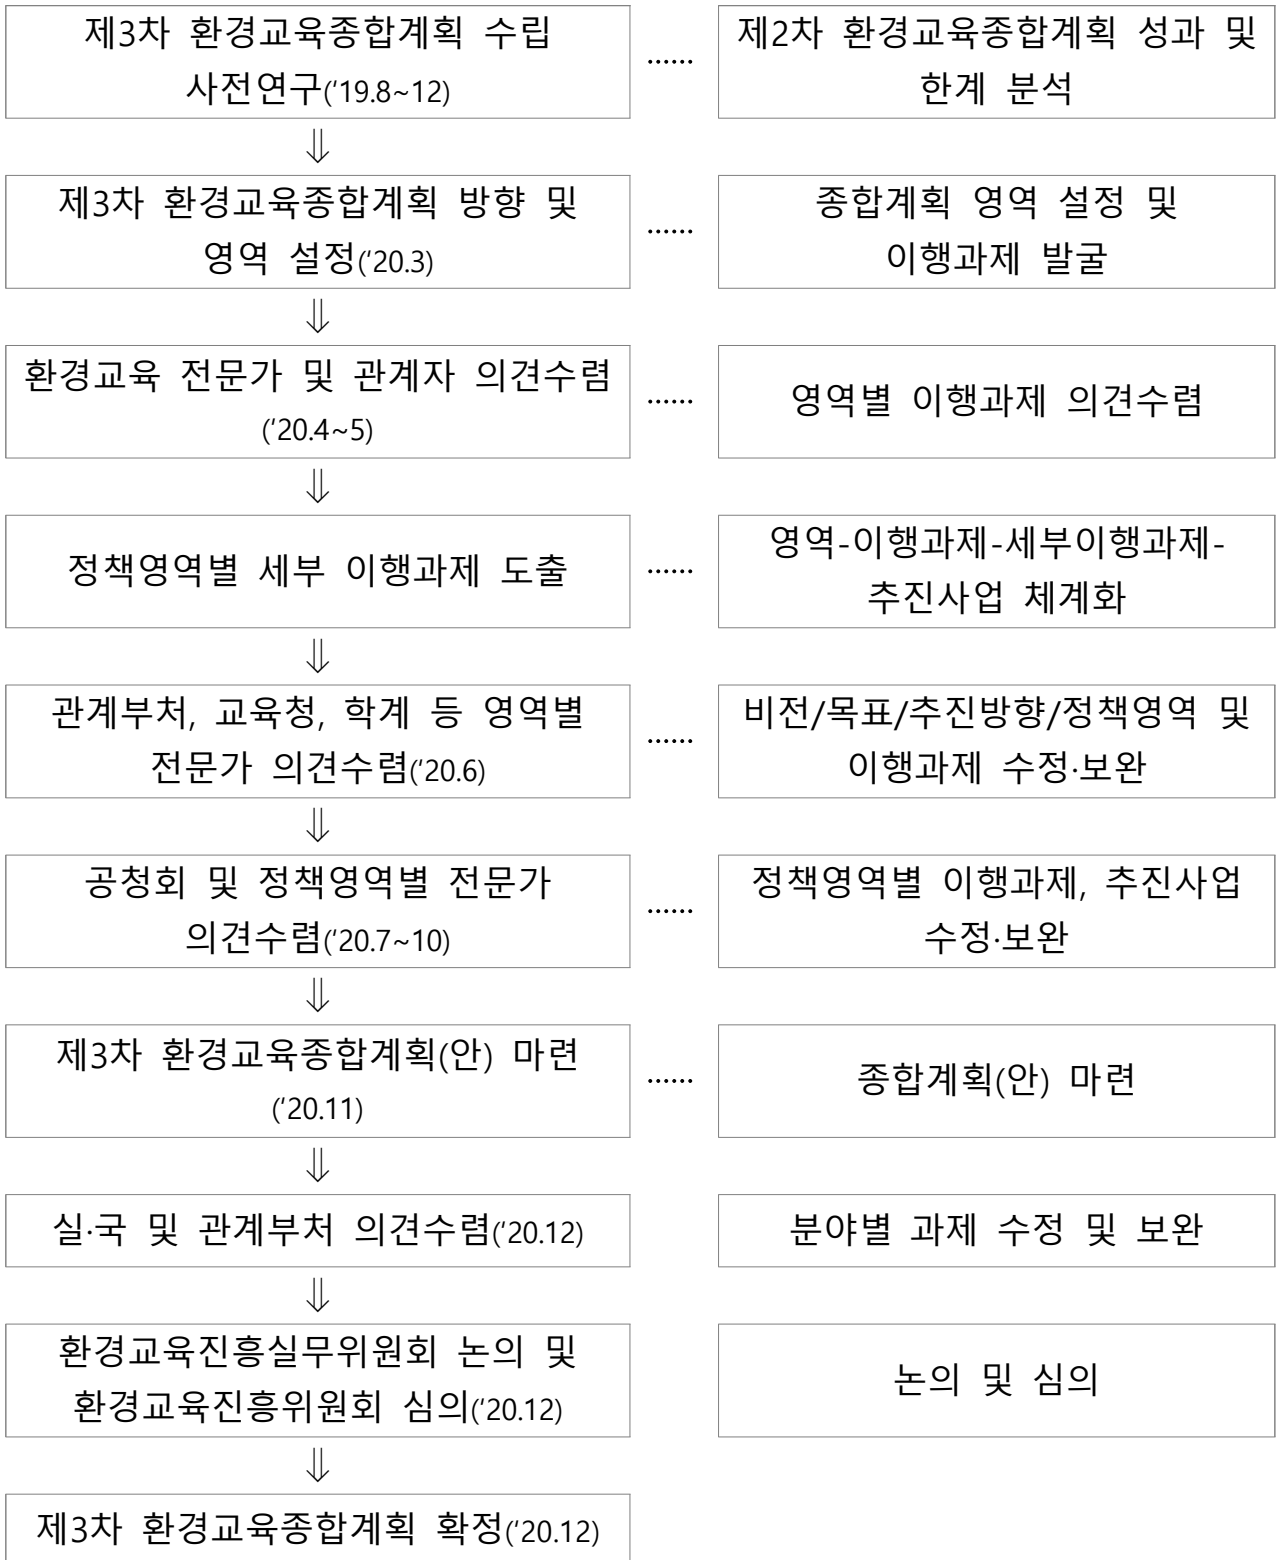 제3차 환경교육종합계획 수립
사전연구(‘19.8~12)
······
제2차 환경교육종합계획 성과 및
한계 분석
⇓
제3차 환경교육종합계획 방향 및
영역 설정(‘20.3)
······
종합계획 영역 설정 및
이행과제 발굴
⇓
환경교육 전문가 및 관계자 의견수렴
(‘20.4~5)
······
영역별 이행과제 의견수렴
⇓
정책영역별 세부 이행과제 도출
······
영역-이행과제-세부이행과제-
추진사업 체계화
⇓
관계부처, 교육청, 학계 등 영역별
전문가 의견수렴(‘20.6)
······
비전/목표/추진방향/정책영역 및
이행과제 수정·보완
⇓
공청회 및 정책영역별 전문가
의견수렴(‘20.7~10)
······
정책영역별 이행과제, 추진사업
수정·보완
⇓
제3차 환경교육종합계획(안) 마련
(‘20.11)
······
종합계획(안) 마련
⇓
실·국 및 관계부처 의견수렴(‘20.12)
분야별 과제 수정 및 보완
⇓
환경교육진흥실무위원회 논의 및
환경교육진흥위원회 심의(‘20.12)
논의 및 심의
⇓
제3차 환경교육종합계획 확정(‘20.12)